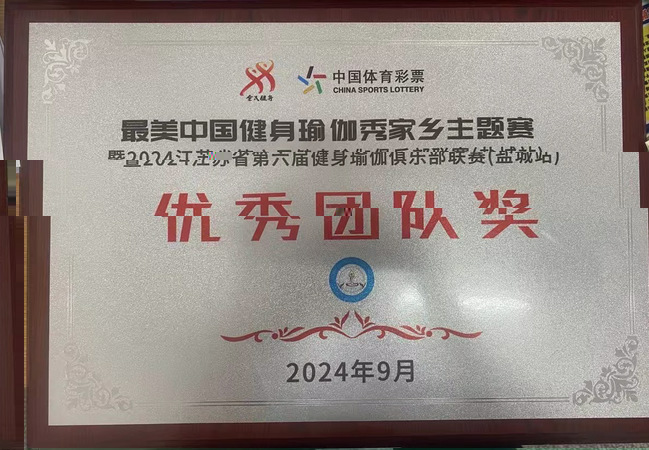 全民健身
中国体育彩票
CHINA SPORTS LOTTERY
最美中国健身瑜伽秀家乡主题赛
暨2024年江苏省第六届健身瑜伽俱乐部联赛(盐城站)
优秀团队奖
2024年9月